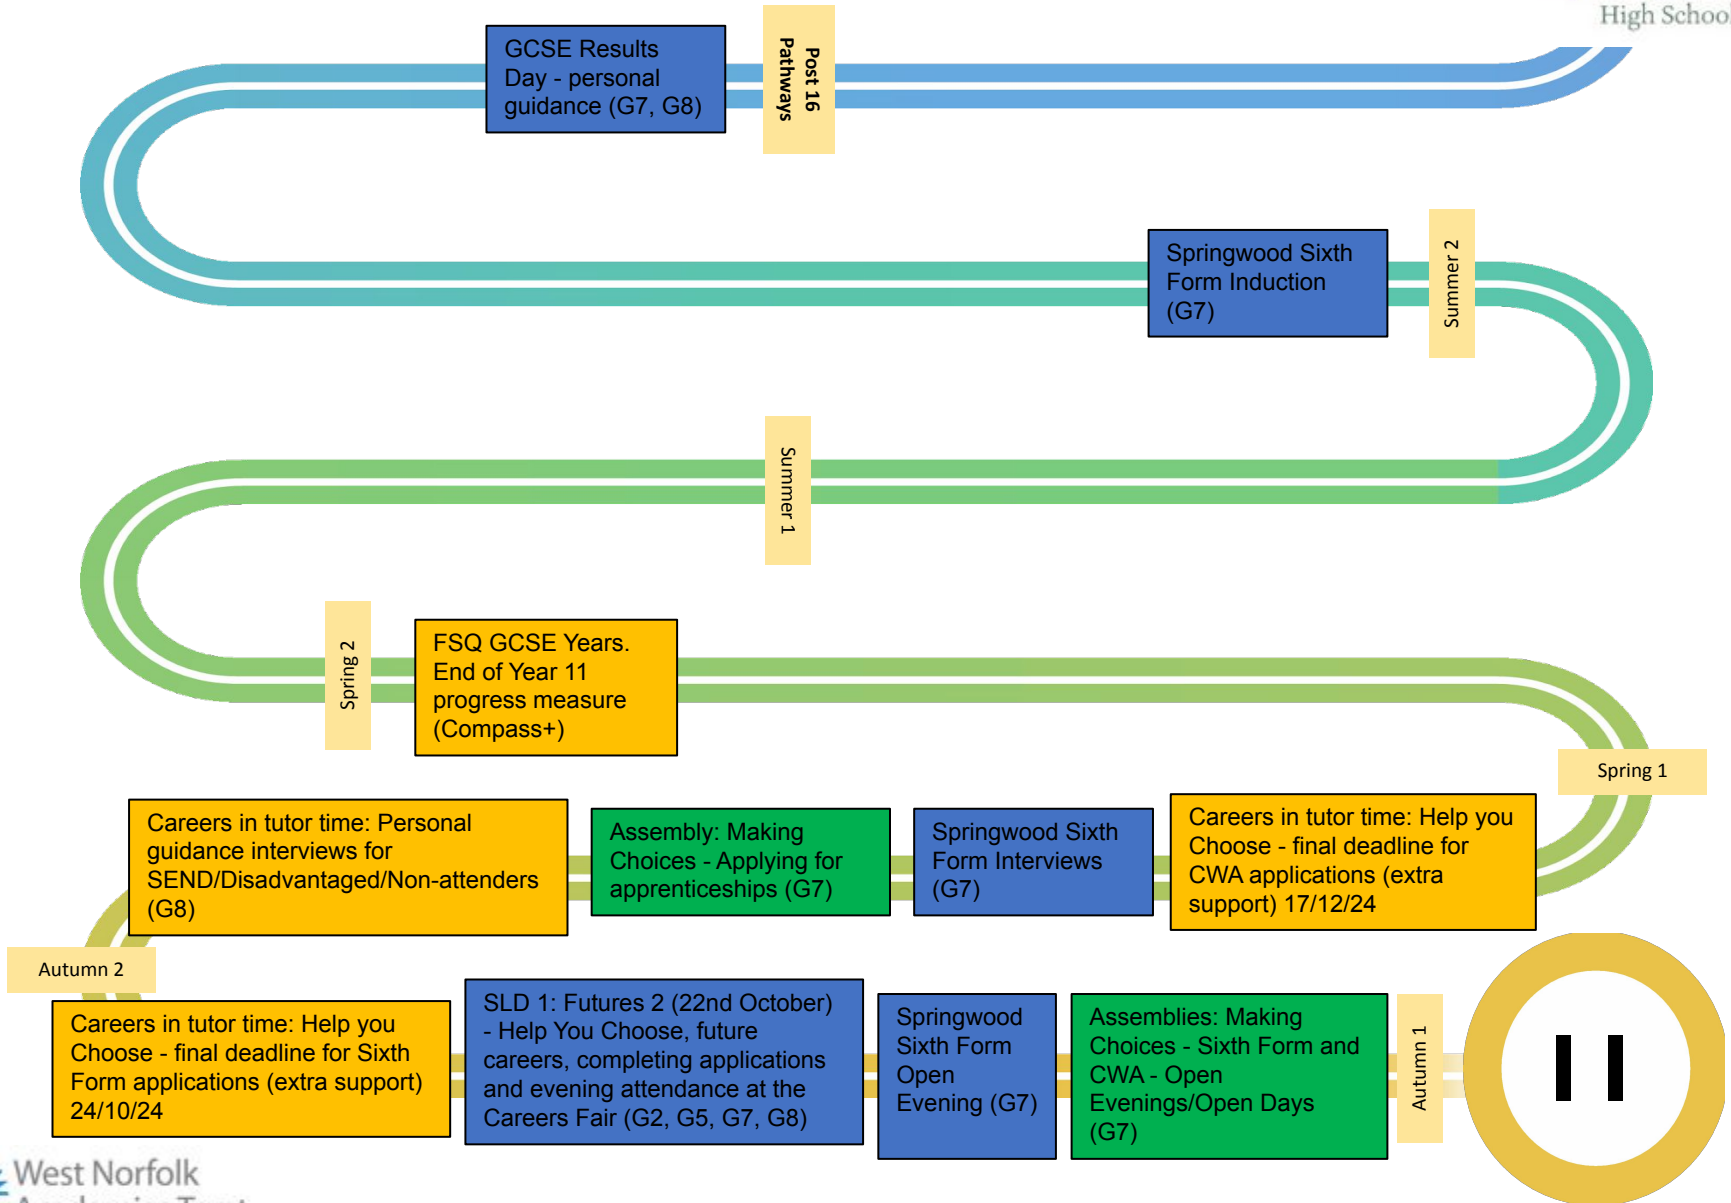 High School
GCSE Results
Day - personal
guidance (G7, G8)
Post 16
Pathways
Springwood Sixth
Form Induction
(G7)
Summer 2
Summer 1
Spring 2
FSQ GCSE Years.
End of Year 11
progress measure
(Compass+)
Spring 1
Careers in tutor time: Personal
guidance interviews for
SEND/Disadvantaged/Non-attenders
(G8)
Assembly: Making
Choices - Applying for
apprenticeships (G7)
Springwood Sixth
Form Interviews
(G7)
Careers in tutor time: Help you
Choose - final deadline for
CWA applications (extra
support) 17/12/24
Autumn 2
Careers in tutor time: Help you
Choose - final deadline for Sixth
Form applications (extra support)
24/10/24
SLD 1: Futures 2 (22nd October)
- Help You Choose, future
careers, completing applications
and evening attendance at the
Careers Fair (G2, G5, G7, G8)
Springwood
Sixth Form
Open
Evening (G7)
Assemblies: Making
Choices - Sixth Form and
CWA - Open
Evenings/Open Days
(G7)
Autumn 1
11
West Norfolk